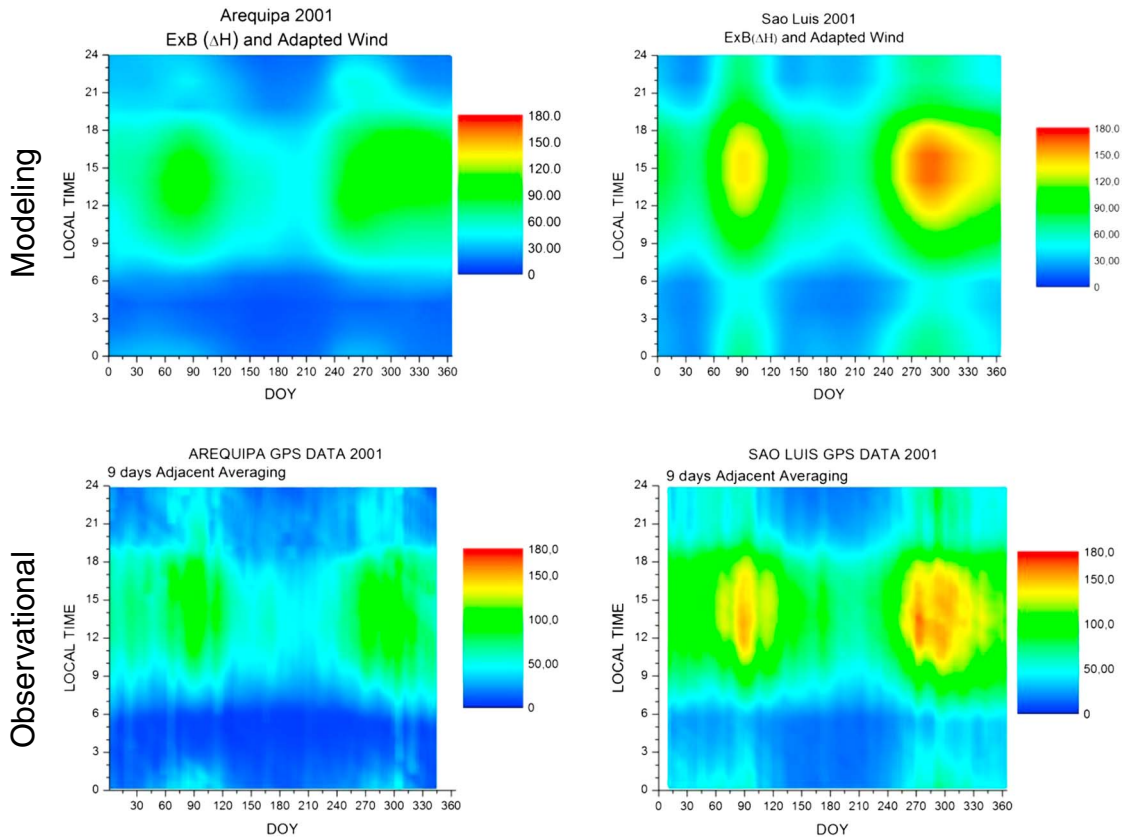 Modeling
Arequipa 2001
ExB (ΔH) and Adapted Wind
LOCAL TIME
24
21
18
15
12
9
6
3
0
0 30 60 90 120 150 180 210 240 270 300 330 360
DOY
180.0
150.0
120.0
90.00
60.00
30.00
0
Sao Luis 2001
ExB(ΔH) and Adapted Wind
LOCAL TIME
24
21
18
15
12
9
6
3
0
0 30 60 90 120 150 180 210 240 270 300 330 360
DOY
180.0
150.0
120.0
90.00
60.00
30.00
0
Observational
AREQUIPA GPS DATA 2001
9 days Adjacent Averaging
LOCAL TIME
24
21
18
15
12
9
6
3
0
30 60 90 120 150 180 210 240 270 300 330 360
DOY
180.0
150.0
100.0
50.00
0
SAO LUIS GPS DATA 2001
9 days Adjacent Averaging
LOCAL TIME
24
21
18
15
12
9
6
3
0
0 30 60 90 120 150 180 210 240 270 300 330 360
DOY
180.0
150.0
100.0
50.00
0